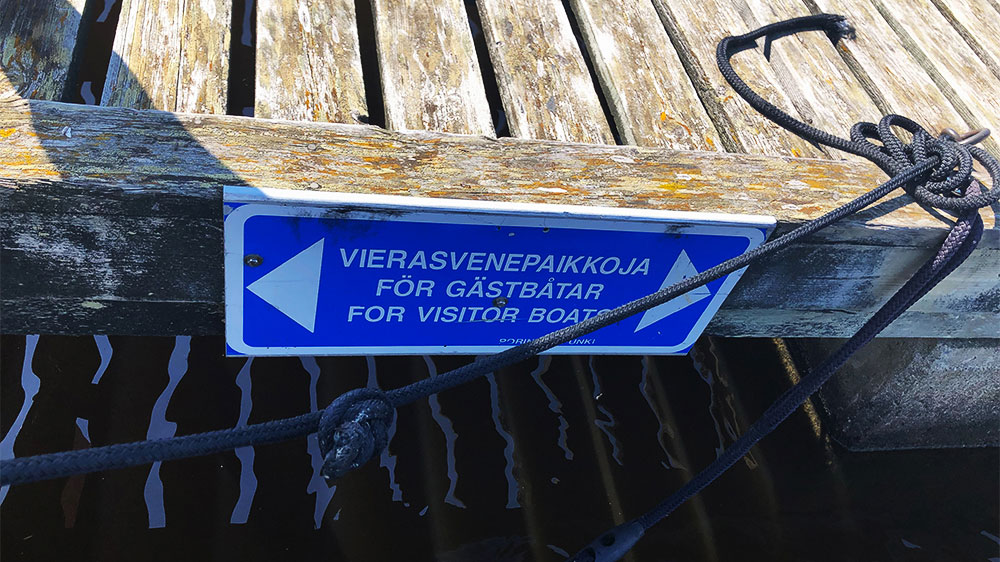 VIERASVENEPAIKKOJA
FÖR GÄSTBÅTAR
FOR VISITOR BOATS